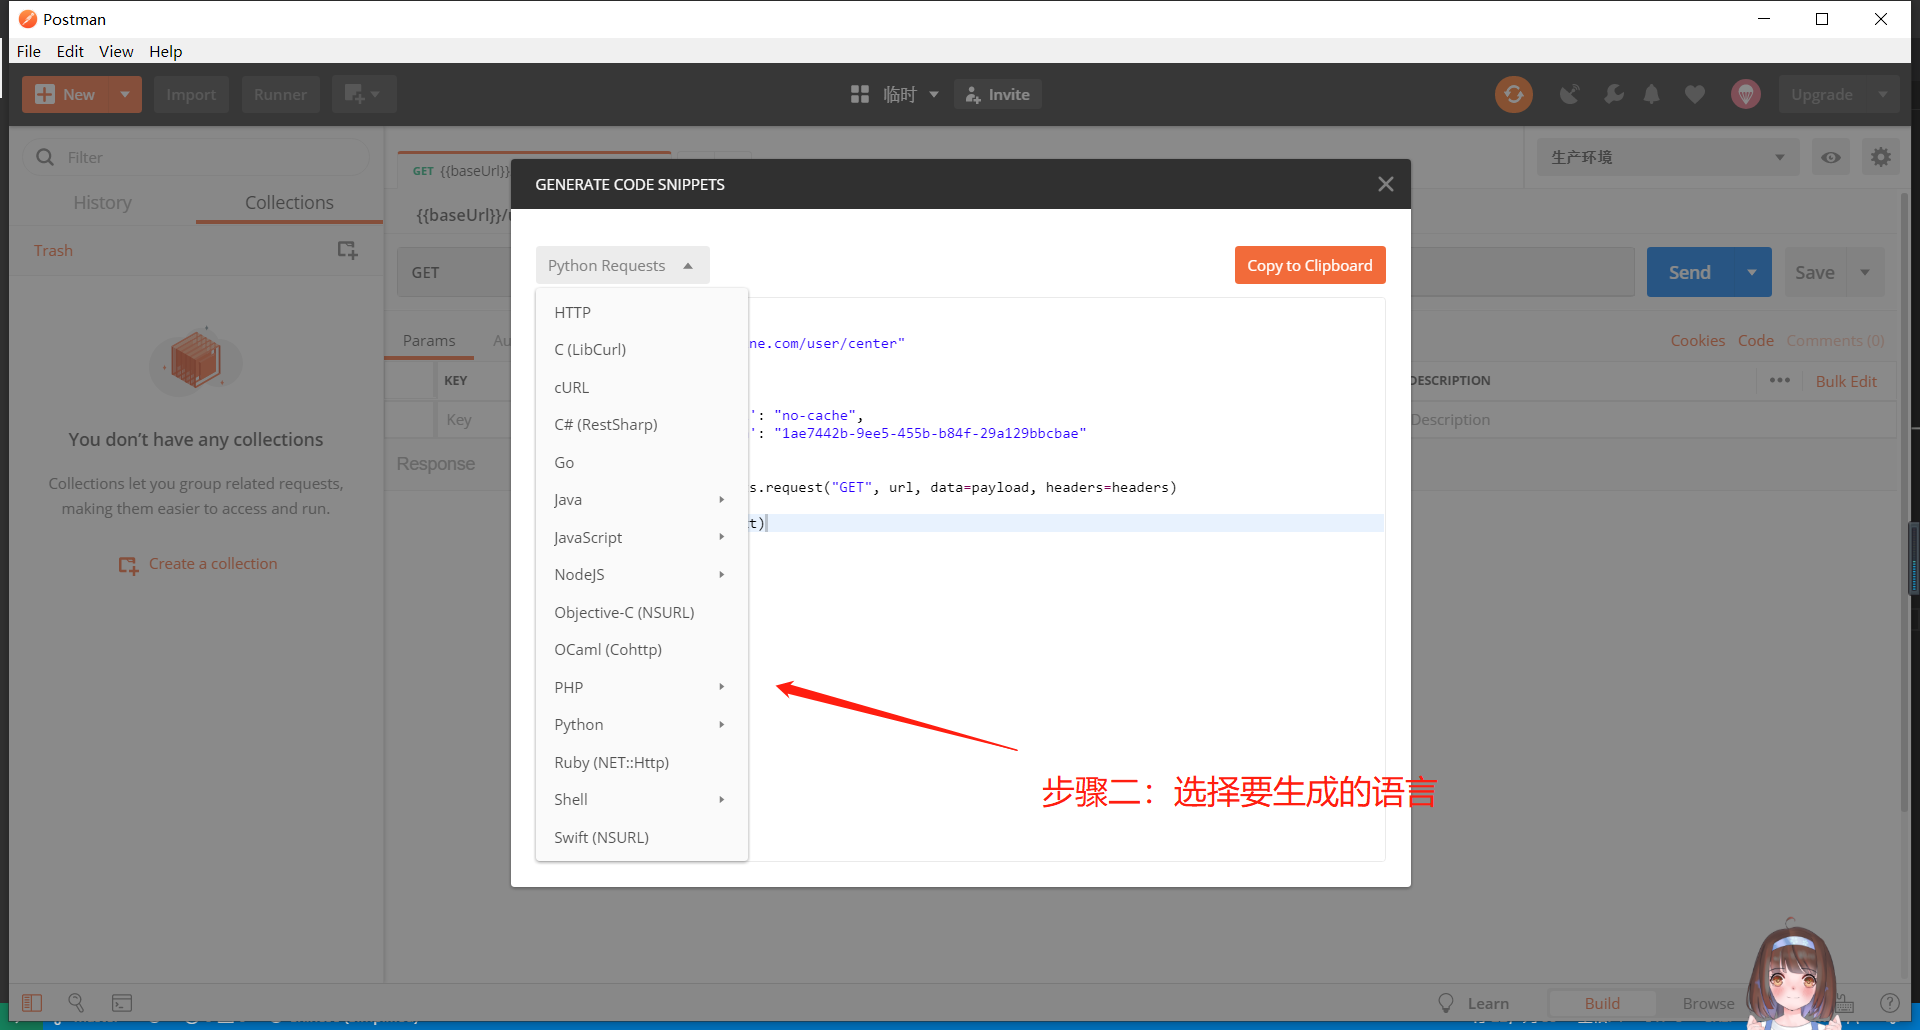 Postman
File Edit View Help
New Import Runner 临时 Invite Upgrade
Filter
History Collections
Trash
You don't have any collections
Collections let you group related requests,
making them easier to access and run.
Create a collection
GET {{baseUrl}}
生产环境
{{baseUrl}}/
GET
Send Save
Params Au
Cookies Code Comments (0)
KEY
DESCRIPTION
Bulk Edit
Key
Description
Response
GENERATE CODE SNIPPETS
Python Requests
Copy to Clipboard
HTTP
C (LibCurl)
cURL
C# (RestSharp)
Go
Java
JavaScript
NodeJS
Objective-C (NSURL)
OCaml (Cohttp)
PHP
Python
Ruby (NET::Http)
Shell
Swift (NSURL)
ne.com/user/center"
': "no-cache",
': "1ae7442b-9ee5-455b-b84f-29a129bbcbae"
s.request("GET", url, data=payload, headers=headers)
t)
步骤二：选择要生成的语言
Learn Build Browse